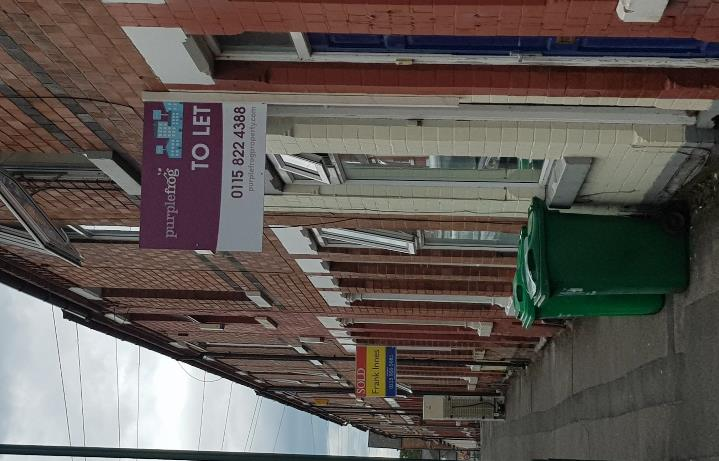 purplefrog
TO LET
0115 822 4388
purplefrogproperty.com
SOLD
Frank Innes